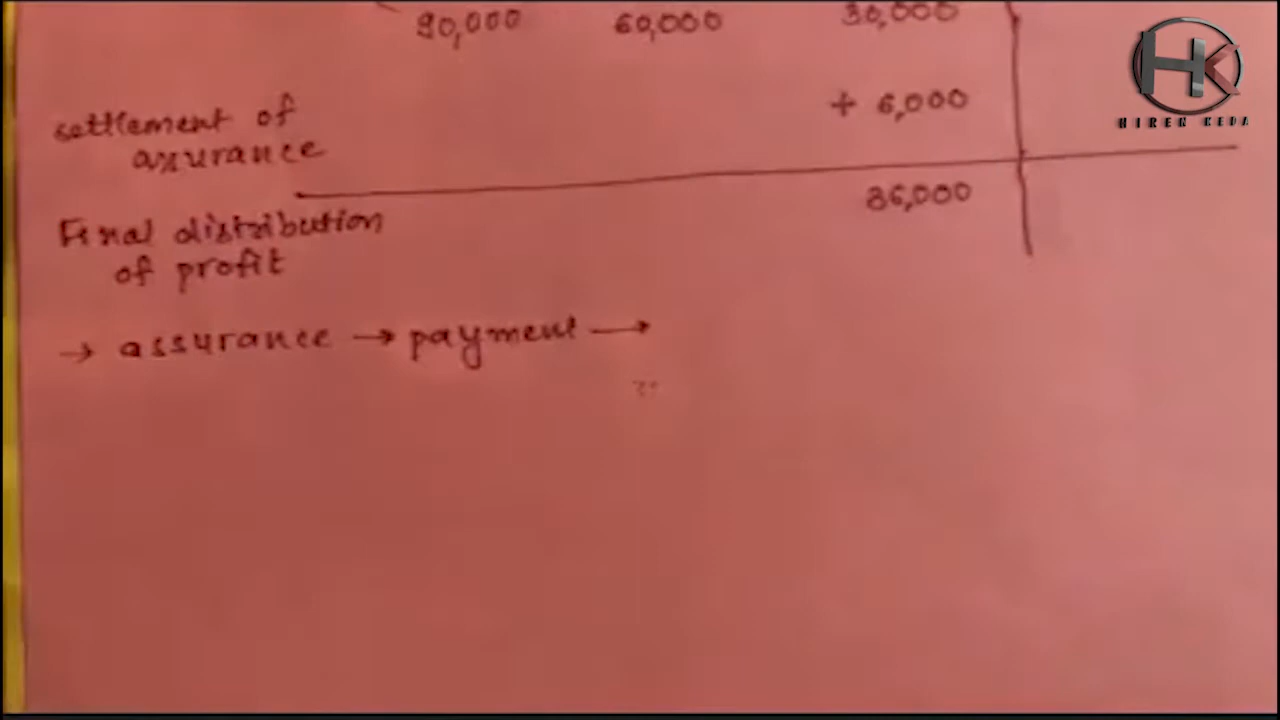 90,000 60,000 30,000
settlement of + 6,000
assurance
Final distribution 36,000
of profit
→ assurance → payment →
HK
HIREN KEDA